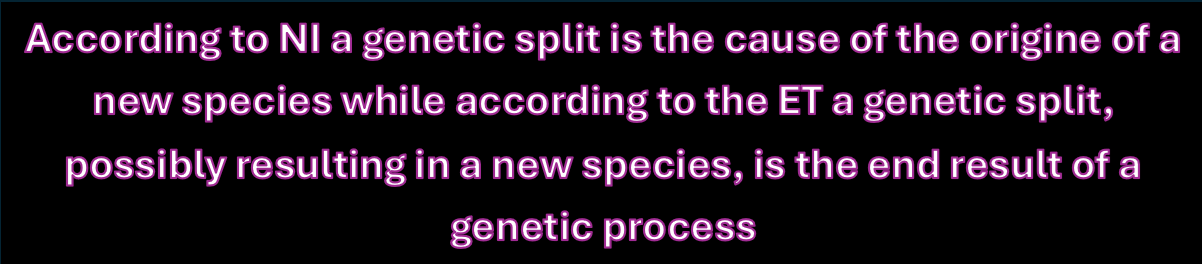 According to NI a genetic split is the cause of the origine of a
new species while according to the ET a genetic split,
possibly resulting in a new species, is the end result of a
genetic process